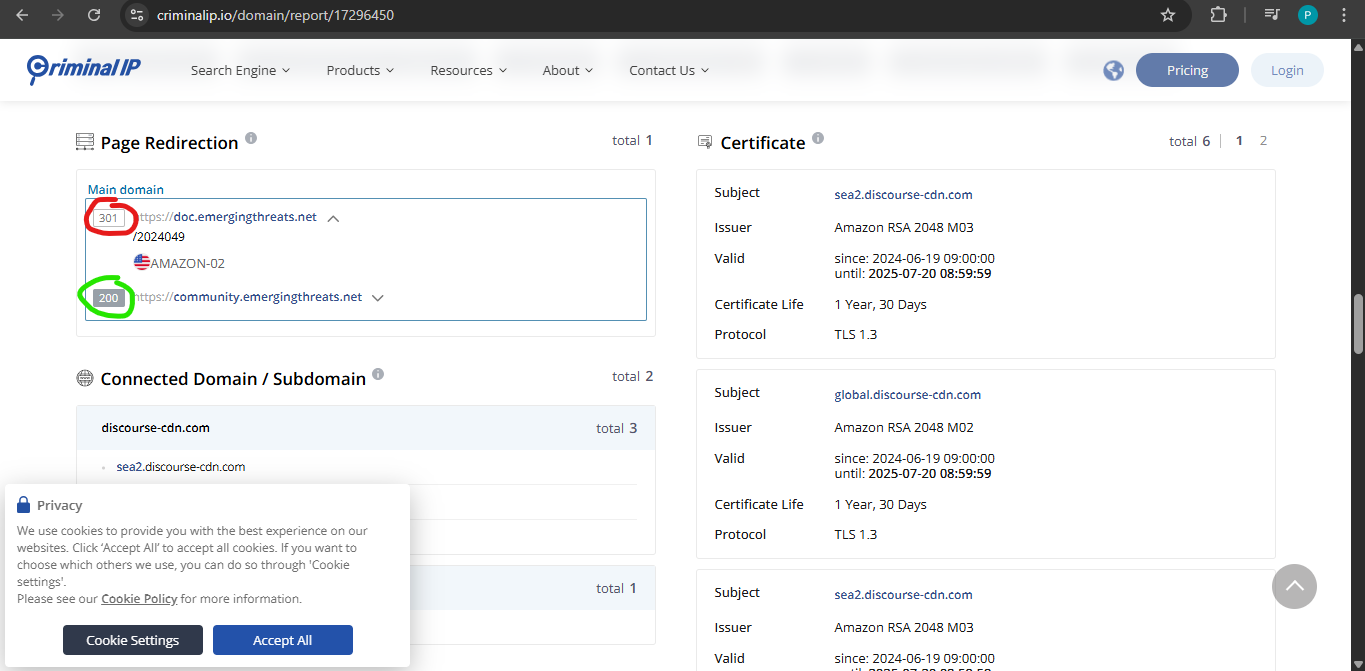 criminalip.io/domain/report/17296450
P
Criminal IP
Search Engine
Products
Resources
About
Contact Us
Pricing
Login
Page Redirection
total 1
Main domain
301 ttps://doc.emergingthreats.net
/2024049
AMAZON-02
200 ttps://community.emergingthreats.net
Connected Domain / Subdomain
total 2
discourse-cdn.com
total 3
sea2.discourse-cdn.com
total 1
Certificate
total 6 | 1 2
Subject sea2.discourse-cdn.com
Issuer Amazon RSA 2048 M03
Valid since: 2024-06-19 09:00:00
until: 2025-07-20 08:59:59
Certificate Life 1 Year, 30 Days
Protocol TLS 1.3
Subject global.discourse-cdn.com
Issuer Amazon RSA 2048 M02
Valid since: 2024-06-19 09:00:00
until: 2025-07-20 08:59:59
Certificate Life 1 Year, 30 Days
Protocol TLS 1.3
Subject sea2.discourse-cdn.com
Issuer Amazon RSA 2048 M03
Valid since: 2024-06-19 09:00:00
Privacy
We use cookies to provide you with the best experience on our
websites. Click ‘Accept All’ to accept all cookies. If you want to
choose which others we use, you can do so through 'Cookie
settings'.
Please see our Cookie Policy for more information.
Cookie Settings
Accept All